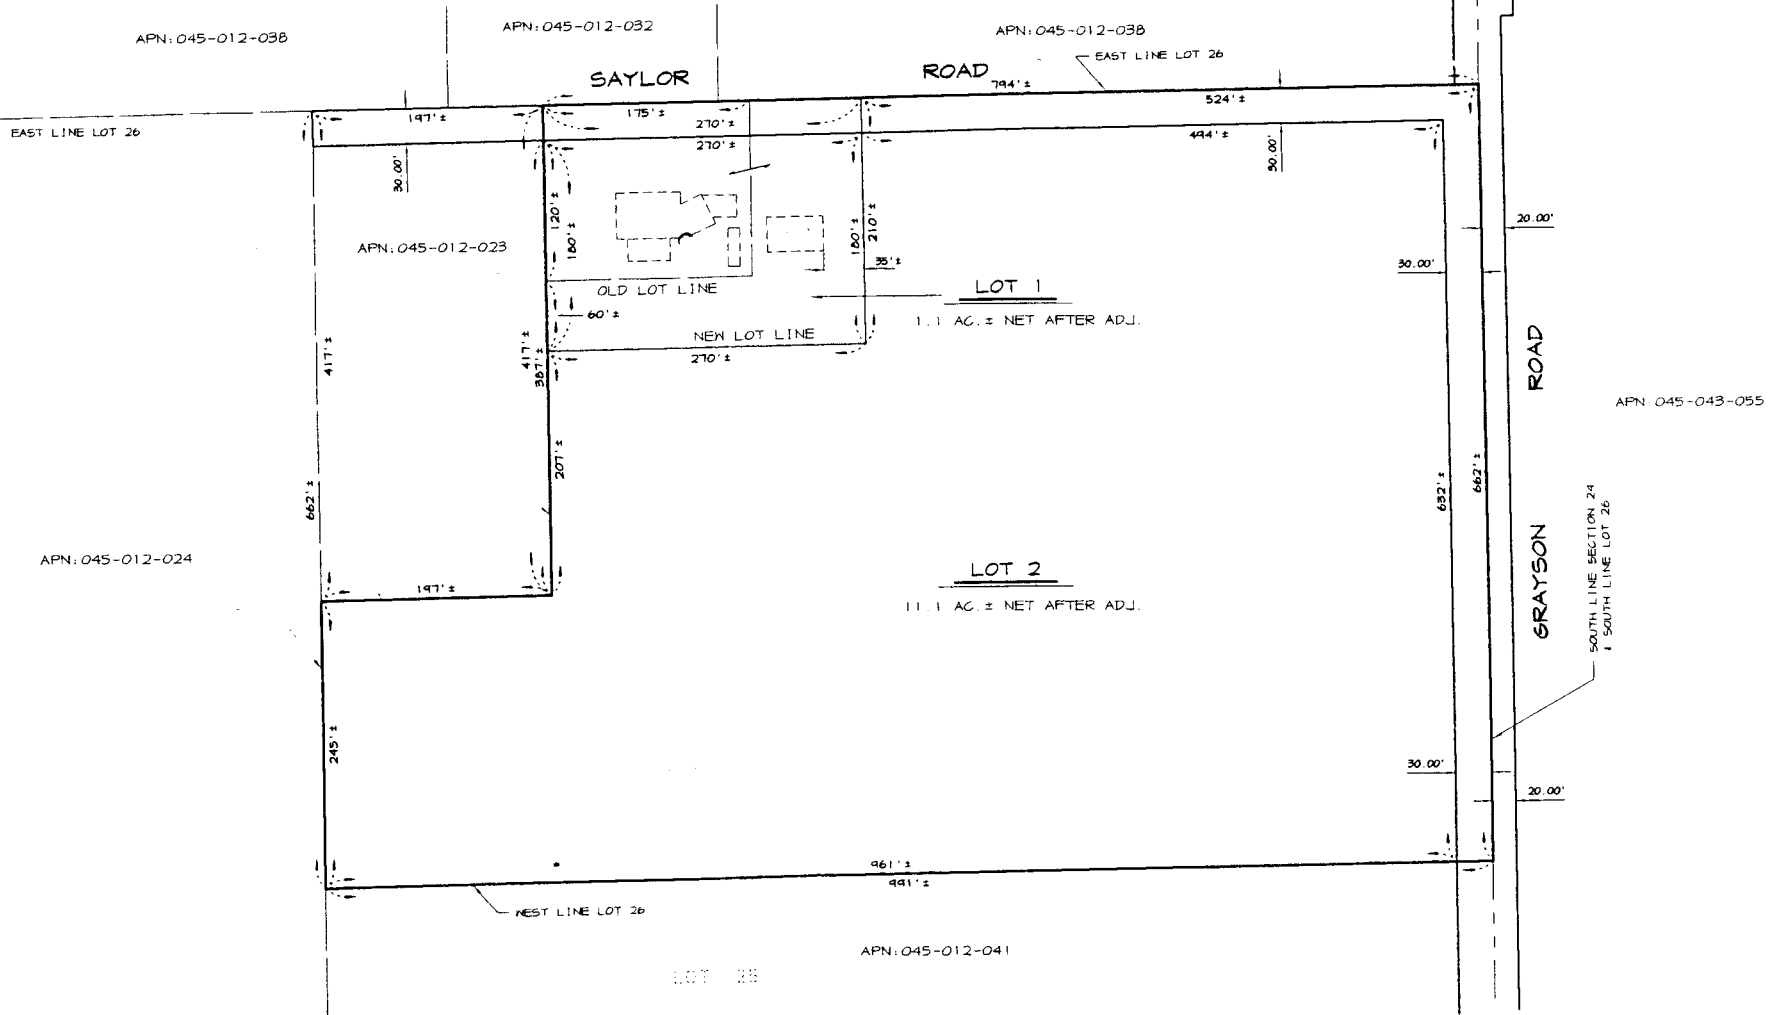 APN: 045-012-038
APN: 045-012-032
APN: 045-012-038
EAST LINE LOT 26
SAYLOR ROAD
794'±
EAST LINE LOT 26
197'±
175'±
270'±
524'±
270'±
494'±
30.00'
30.00'
120'±
180'±
180'±
210'±
35'±
20.00'
30.00'
APN: 045-012-023
OLD LOT LINE
60'±
LOT 1
1.1 AC. ± NET AFTER ADJ.
NEW LOT LINE
270'±
417'±
417'±
387'±
ROAD
APN: 045-043-055
207'±
662'±
632'±
662'±
GRAYSON
SOUTH LINE SECTION 24
& SOUTH LINE LOT 26
APN: 045-012-024
197'±
LOT 2
11.1 AC. ± NET AFTER ADJ.
245'±
30.00'
20.00'
961'±
991'±
WEST LINE LOT 26
APN: 045-012-041
LOT 25